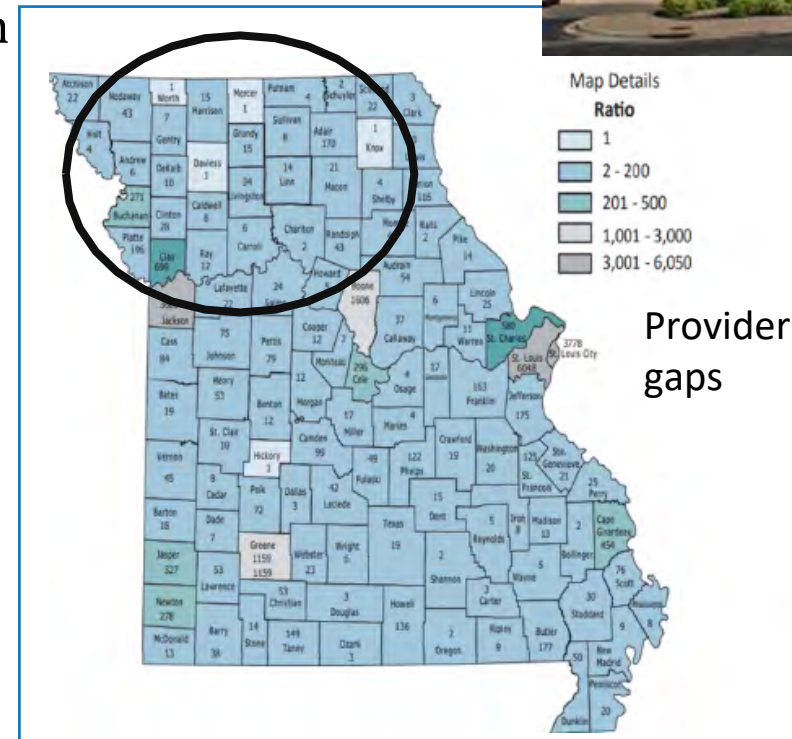 n
Map Details
Ratio
1
2 - 200
201 - 500
1,001 - 3,000
3,001 - 6,050
Provider
gaps
Atchison
22
Nodaway
43
1
Worth
15
Harrison
Mercer
1
Putnam
4
2
Schuyler
22
3
Clark
Holt
4
7
Gentry
Grundy
15
Sullivan
8
Adair
170
1
Knox
Andrew
6
DeKalb
10
Daviess
1
34
Livingston
14
Linn
21
Macon
4
Shelby
271
Buchanan
Clinton
28
Caldwell
8
6
Carroll
Chariton
2
Randolph
43
Ralls
2
Pike
14
Platte
196
Clay
Ray
12
Howard
Audrain
54
Lafayette
22
24
Boone
1606
6
Lincoln
25
Jackson
Cooper
12
7
37
Callaway
11
Warren
580
St. Charles
St. Louis
6048
3778
St. Louis City
Cass
84
75
Johnson
Pettis
79
Moniteau
296
Cole
4
Osage
17
163
Franklin
Jefferson
175
Bates
19
Henry
53
Benton
12
12
Morgan
17
Miller
4
Maries
St. Clair
10
Camden
99
Crawford
19
Washington
20
Ste.
Genevieve
21
125
St.
Francois
Vernon
45
Hickory
1
49
Pulaski
122
Phelps
25
Perry
Cedar
Polk
72
Dallas
3
42
Laclede
15
Dent
Iron
8
Madison
13
2
Bollinger
Cape
Girardeau
454
Barton
18
Dade
7
Texas
19
5
Reynolds
Jasper
327
Greene
1159
1159
Webster
23
Wright
6
2
Shannon
5
Wayne
76
Scott
53
Lawrence
53
Christian
3
Douglas
Howell
136
3
Carter
30
Stoddard
Mississippi
8
Newton
278
McDonald
13
Barry
38
14
Stone
149
Taney
Ozark
3
2
Oregon
Ripley
9
Butler
177
9
New
Madrid
50
Pemiscot
20
Dunklin